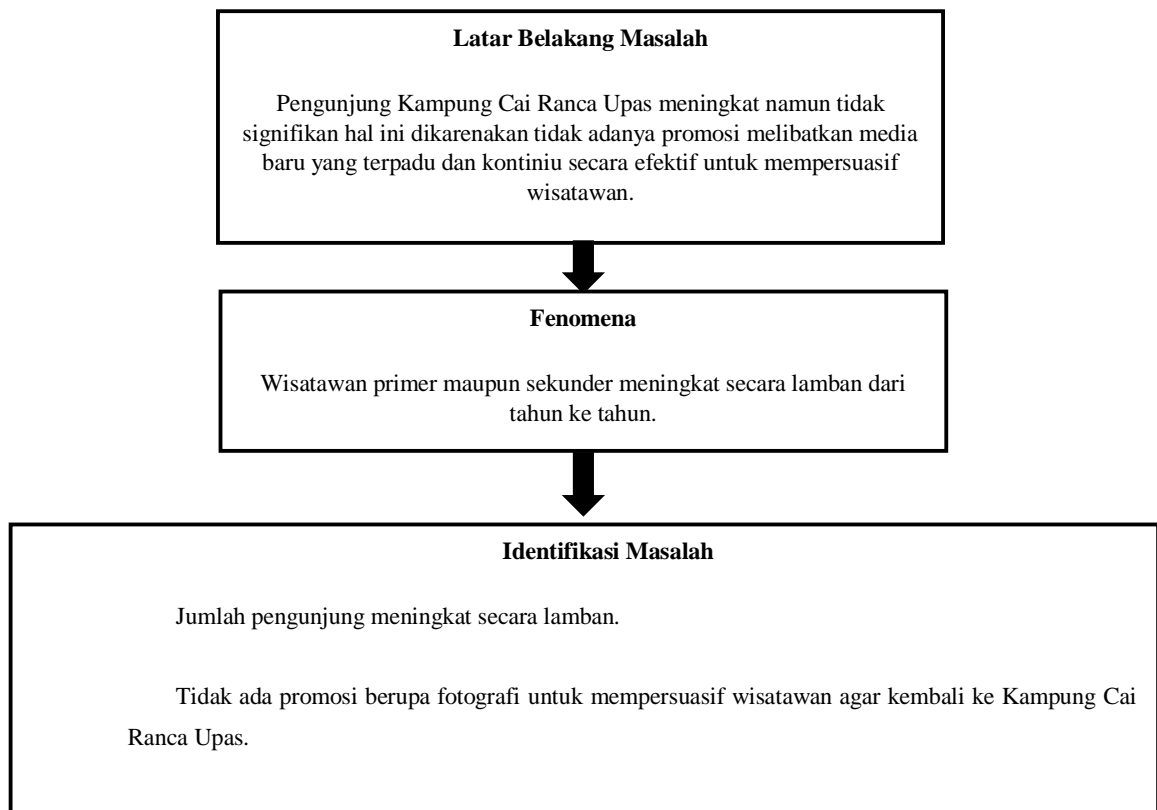 Latar Belakang Masalah
Pengunjung Kampung Cai Ranca Upas meningkat namun tidak
signifikan hal ini dikarenakan tidak adanya promosi melibatkan media
baru yang terpadu dan kontiniu secara efektif untuk mempersuasif
wisatawan.
Fenomena
Wisatawan primer maupun sekunder meningkat secara lamban dari
tahun ke tahun.
Identifikasi Masalah
Jumlah pengunjung meningkat secara lamban.
Tidak ada promosi berupa fotografi untuk mempersuasif wisatawan agar kembali ke Kampung Cai
Ranca Upas.